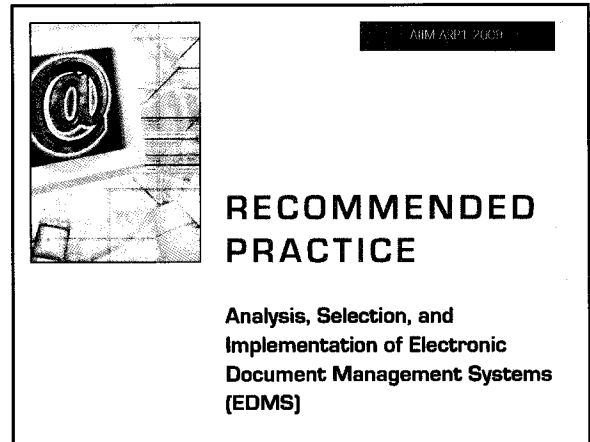 AIIM ARP1 2009
@
RECOMMENDED
PRACTICE
Analysis, Selection, and
Implementation of Electronic
Document Management Systems
(EDMS)